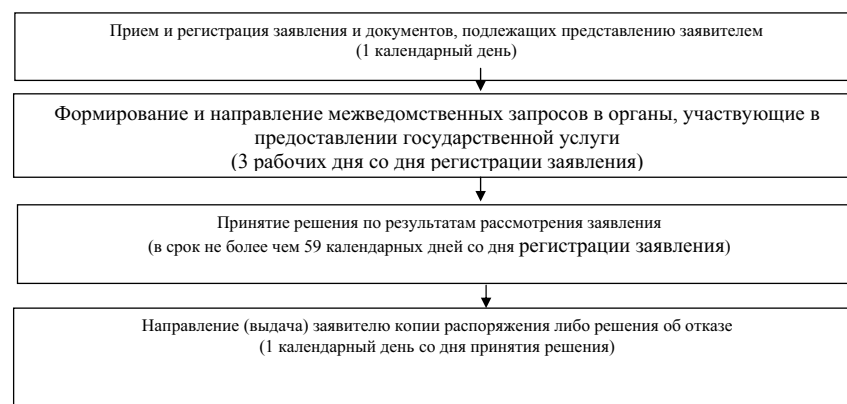 Прием и регистрация заявления и документов, подлежащих представлению заявителем
(1 календарный день)
Формирование и направление межведомственных запросов в органы, участвующие в
предоставлении государственной услуги
(3 рабочих дня со дня регистрации заявления)
Принятие решения по результатам рассмотрения заявления
(в срок не более чем 59 календарных дней со дня регистрации заявления)
Направление (выдача) заявителю копии распоряжения либо решения об отказе
(1 календарный день со дня принятия решения)